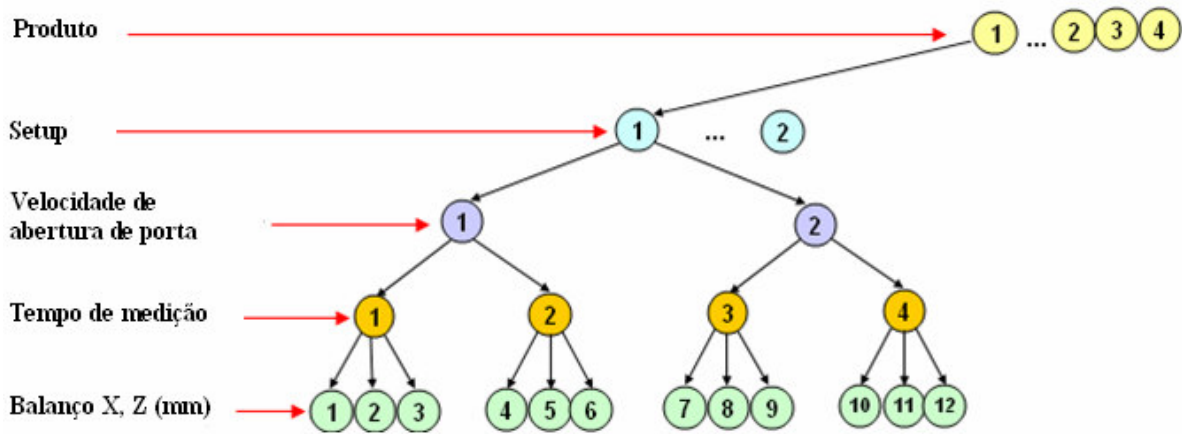 Produto
1 ... 2 3 4
Setup
1 ... 2
Velocidade de
abertura de porta
1 2
Tempo de medição
1 2 3 4
Balanço X, Z (mm)
1 2 3 4 5 6 7 8 9 10 11 12